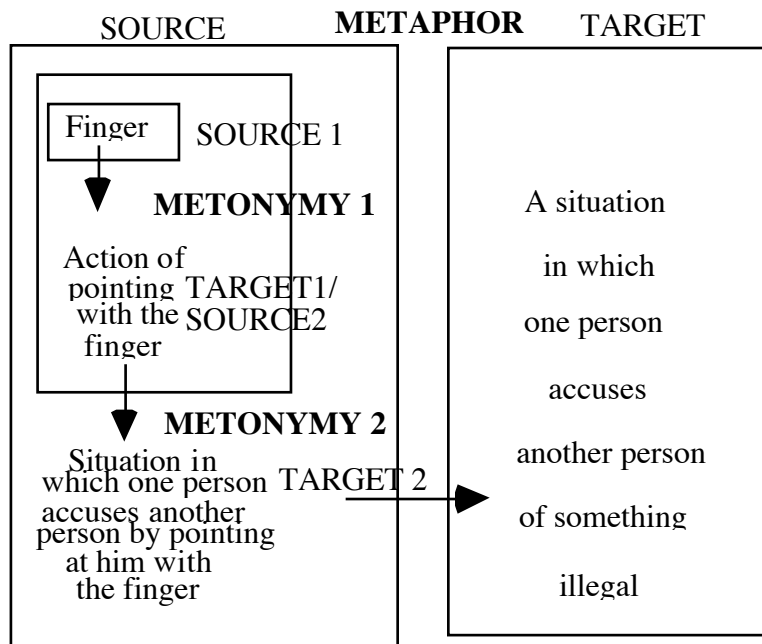 SOURCE
METAPHOR
TARGET
Finger
SOURCE 1
METONYMY 1
Action of
pointing
with the
finger
TARGET1/
SOURCE2
METONYMY 2
Situation in
which one person
accuses another
person by pointing
at him with
the finger
TARGET 2
A situation
in which
one person
accuses
another person
of something
illegal